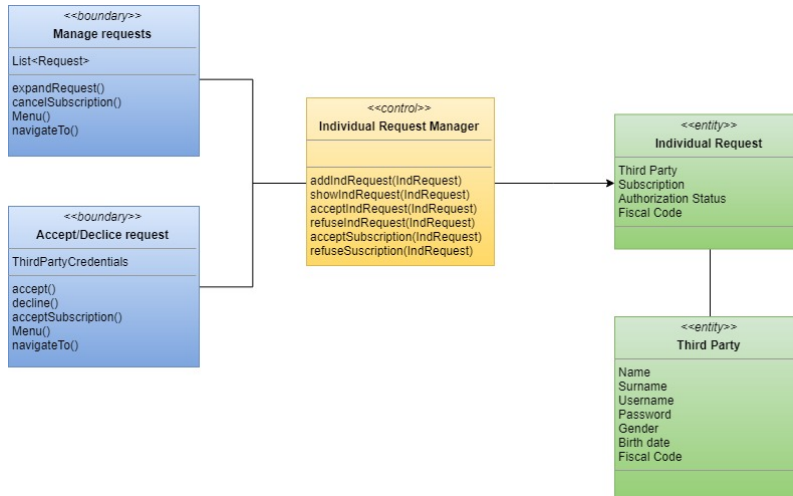 <<boundary>>
Manage requests
List<Request>
expandRequest()
cancelSubscription()
Menu()
navigateTo()
<<boundary>>
Accept/Declice request
ThirdPartyCredentials
accept()
decline()
acceptSubscription()
Menu()
navigateTo()
<<control>>
Individual Request Manager
addIndRequest(IndRequest)
showIndRequest(IndRequest)
acceptIndRequest(IndRequest)
refuseIndRequest(IndRequest)
acceptSubscription(IndRequest)
refuseSuscription(IndRequest)
<<entity>>
Individual Request
Third Party
Subscription
Authorization Status
Fiscal Code
<<entity>>
Third Party
Name
Surname
Username
Password
Gender
Birth date
Fiscal Code